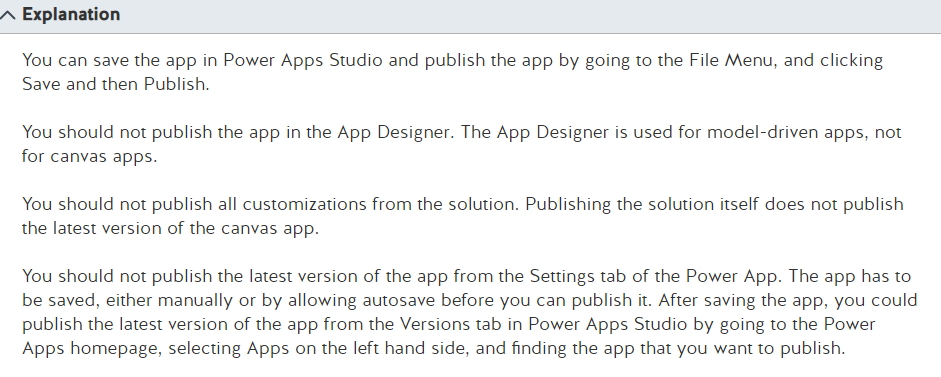 Explanation
You can save the app in Power Apps Studio and publish the app by going to the File Menu, and clicking
Save and then Publish.
You should not publish the app in the App Designer. The App Designer is used for model-driven apps, not
for canvas apps.
You should not publish all customizations from the solution. Publishing the solution itself does not publish
the latest version of the canvas app.
You should not publish the latest version of the app from the Settings tab of the Power App. The app has to
be saved, either manually or by allowing autosave before you can publish it. After saving the app, you could
publish the latest version of the app from the Versions tab in Power Apps Studio by going to the Power
Apps homepage, selecting Apps on the left hand side, and finding the app that you want to publish.